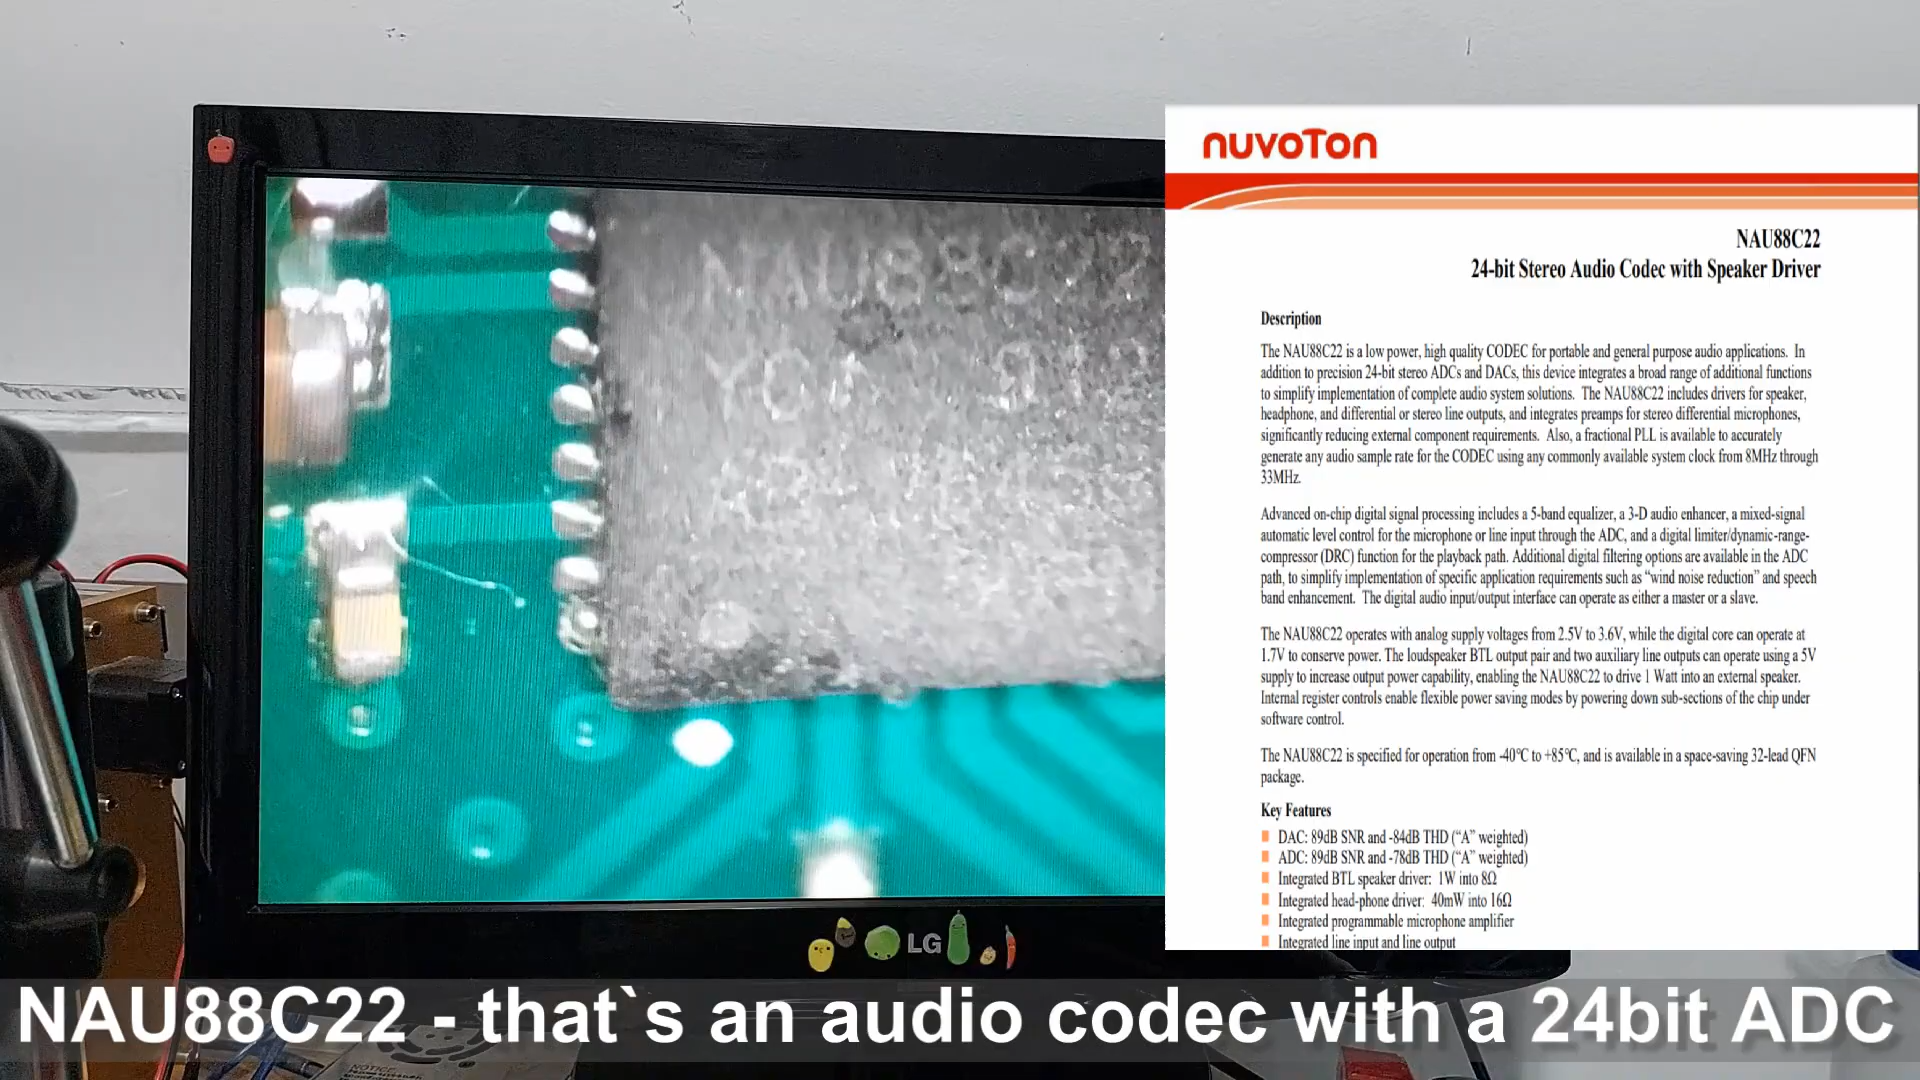 nuvoTon
NAU88C22
24-bit Stereo Audio Codec with Speaker Driver
Description
The NAU88C22 is a low power, high quality CODEC for portable and general purpose audio applications. In
addition to precision 24-bit stereo ADCs and DACs, this device integrates a broad range of additional functions
to simplify implementation of complete audio system solutions. The NAU88C22 includes drivers for speaker,
headphone, and differential or stereo line outputs, and integrates preamps for stereo differential microphones,
significantly reducing external component requirements. Also, a fractional PLL is available to accurately
generate any audio sample rate for the CODEC using any commonly available system clock from 8MHz through
33MHz.
Advanced on-chip digital signal processing includes a 5-band equalizer, a 3-D audio enhancer, a mixed-signal
automatic level control for the microphone or line input through the ADC, and a digital limiter/dynamic-range-
compressor (DRC) function for the playback path. Additional digital filtering options are available in the ADC
path, to simplify implementation of specific application requirements such as “wind noise reduction” and speech
band enhancement. The digital audio input/output interface can operate as either a master or a slave.
The NAU88C22 operates with analog supply voltages from 2.5V to 3.6V, while the digital core can operate at
1.7V to conserve power. The loudspeaker BTL output pair and two auxiliary line outputs can operate using a 5V
supply to increase output power capability, enabling the NAU88C22 to drive 1 Watt into an external speaker.
Internal register controls enable flexible power saving modes by powering down sub-sections of the chip under
software control.
The NAU88C22 is specified for operation from -40°C to +85°C, and is available in a space-saving 32-lead QFN
package.
Key Features
DAC: 89dB SNR and -84dB THD (“A” weighted)
ADC: 89dB SNR and -78dB THD (“A” weighted)
Integrated BTL speaker driver: 1W into 8Ω
Integrated head-phone driver: 40mW into 16Ω
Integrated programmable microphone amplifier
Integrated line input and line output
NAU88C22
LG
NOTICE
NAU88C22 - that`s an audio codec with a 24bit ADC